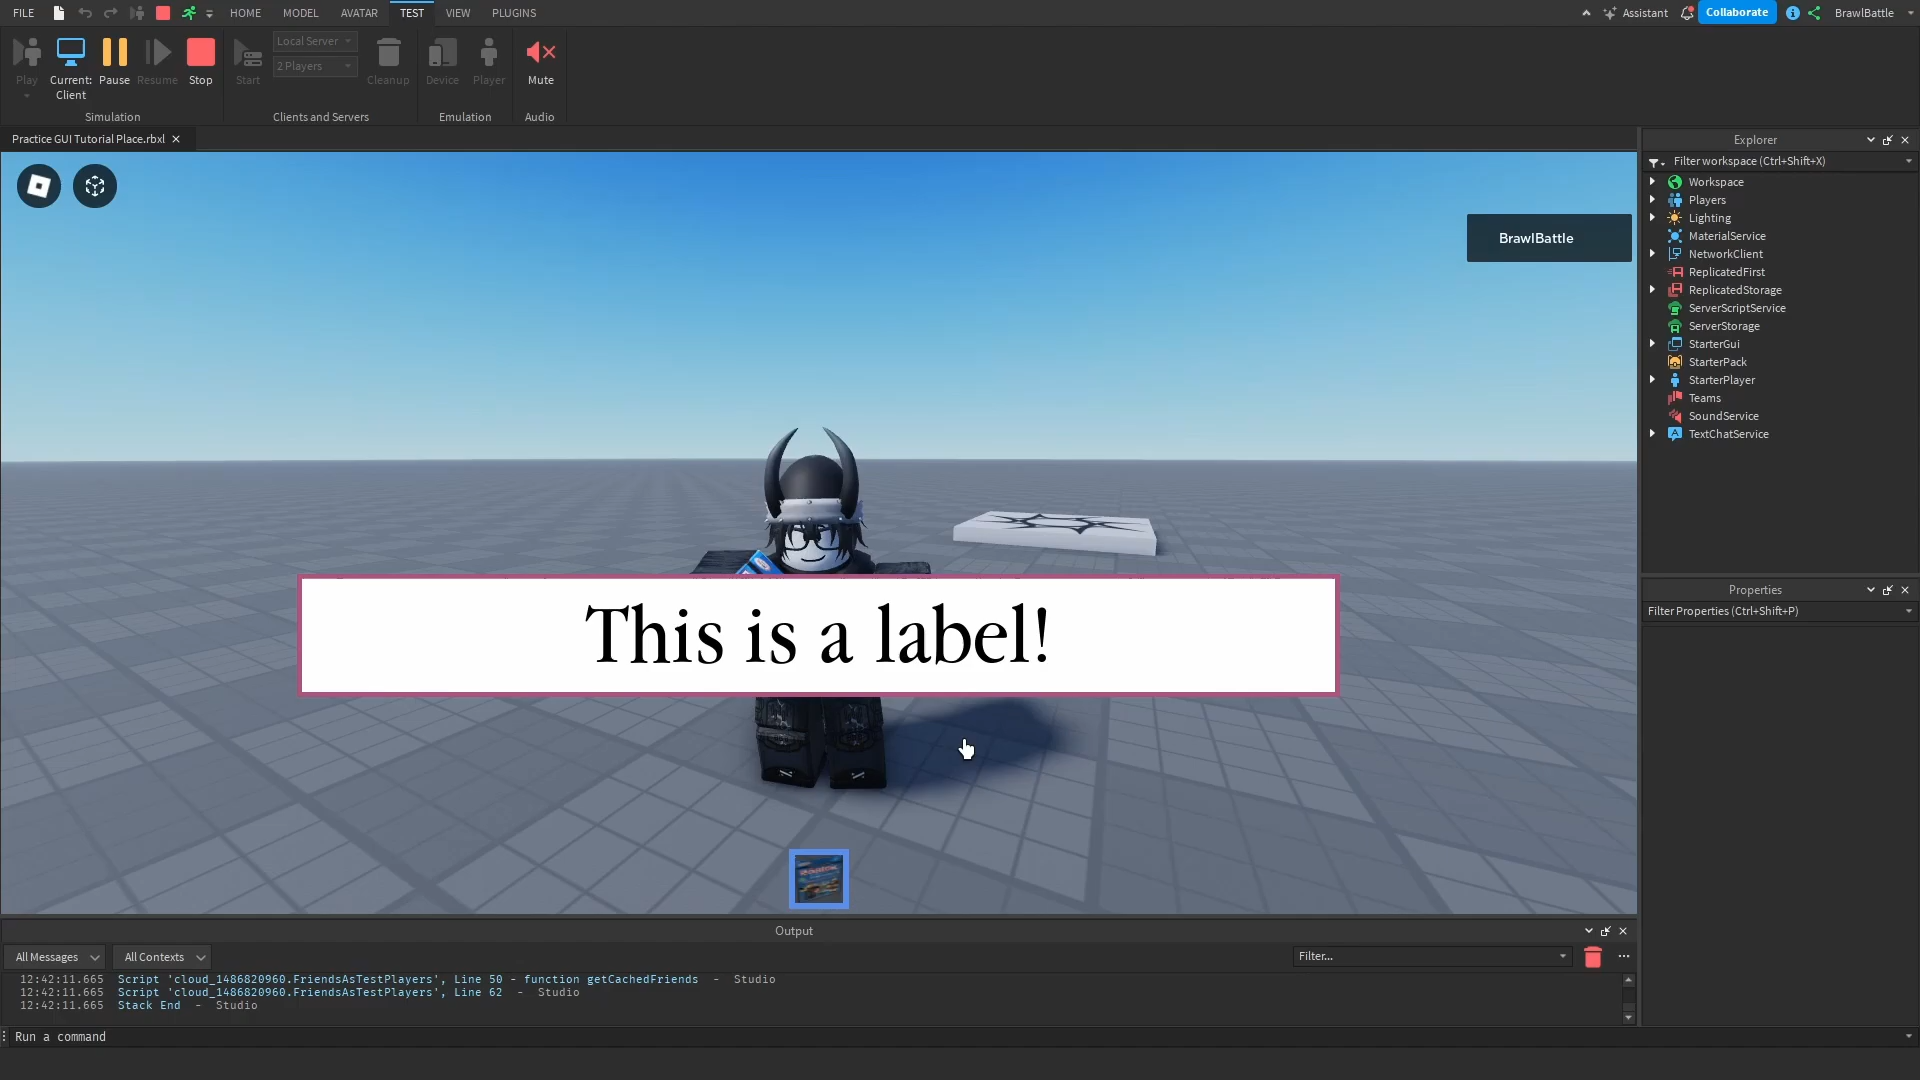 FILE HOME MODEL AVATAR TEST VIEW PLUGINS Assistant Collaborate BrawlBattle
Play Current: Client Pause Resume Stop Start Local Server 2 Players Cleanup Device Player Mute
Simulation Clients and Servers Emulation Audio
Practice GUI Tutorial Place.rbxl
BrawlBattle
This is a label!
Explorer
Filter workspace (Ctrl+Shift+X)
Workspace
Players
Lighting
MaterialService
NetworkClient
ReplicatedFirst
ReplicatedStorage
ServerScriptService
ServerStorage
StarterGui
StarterPack
StarterPlayer
Teams
SoundService
TextChatService
Properties
Filter Properties (Ctrl+Shift+P)
Output
All Messages All Contexts Filter...
12:42:11.665 Script 'cloud_1486820960.FriendsAsTestPlayers', Line 50 - function getCachedFriends - Studio
12:42:11.665 Script 'cloud_1486820960.FriendsAsTestPlayers', Line 62 - Studio
12:42:11.665 Stack End - Studio
Run a command